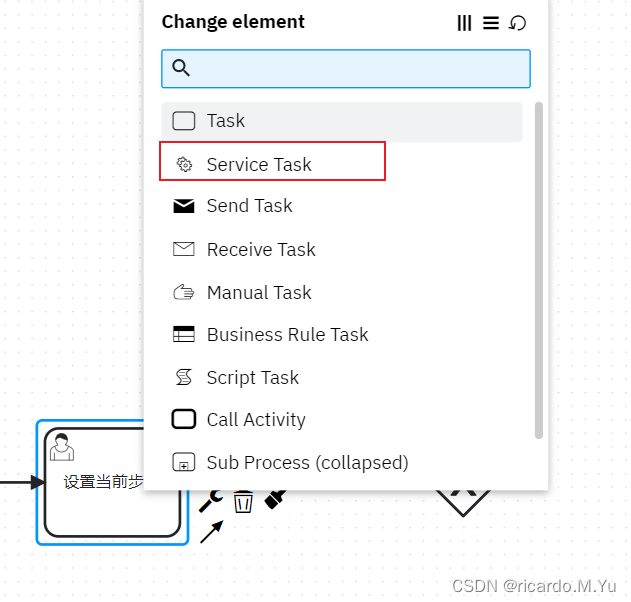 Change element
Task
Service Task
Send Task
Receive Task
Manual Task
Business Rule Task
Script Task
Call Activity
Sub Process (collapsed)
设置当前步
CSDN @ricardo.M.Yu